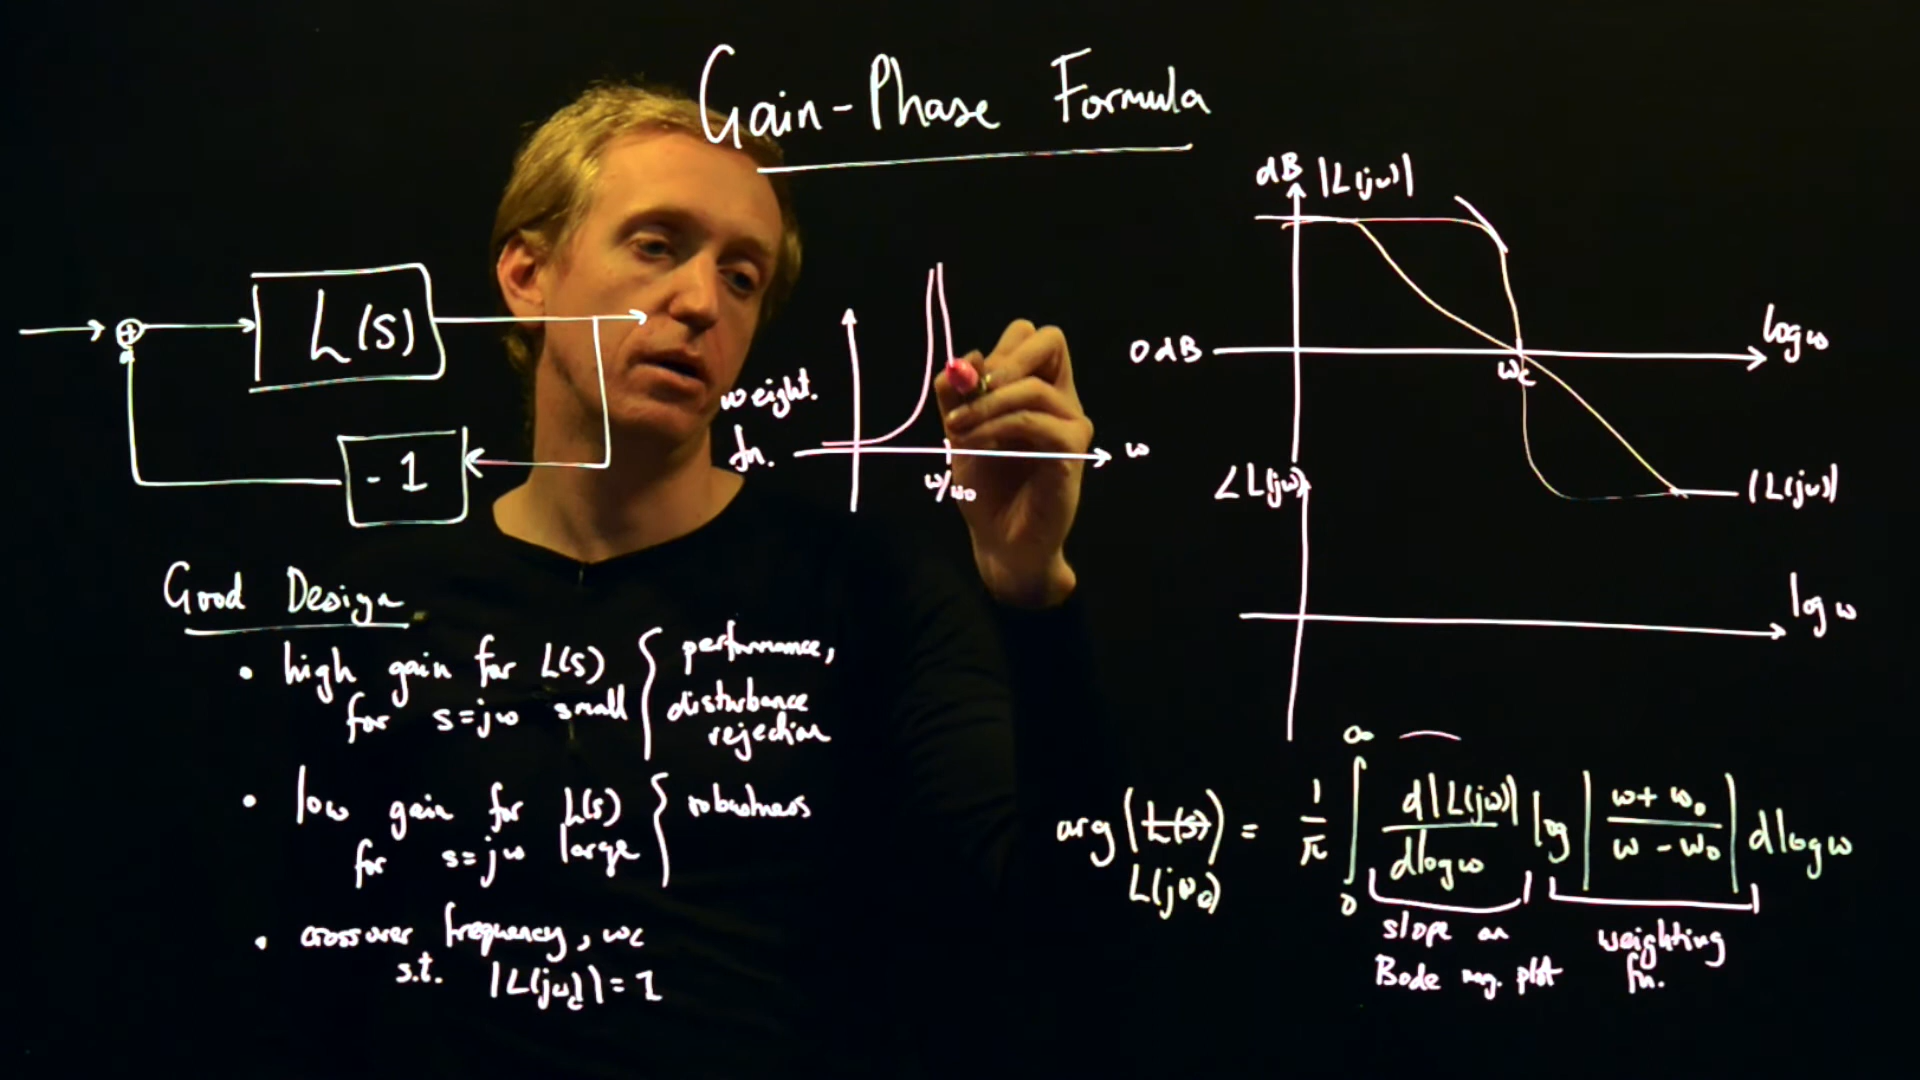 Gain-Phase Formula
+
L(s)
-1
weight.
fn.
ω
ω/ω₀
dB |L(jω)|
0 dB
log ω
ωc
∠L(jω)
|L(jω)|
log ω
Good Design
• high gain for L(s)
for s=jω small
performance,
disturbance
rejection
• low gain for L(s)
for s=jω large
robustness
• crossover frequency, ωc
s.t. |L(jωc)|=1
arg(L(s)) = 1/π ∫₀^∞ d|L(jω)|/dlogω log|ω+ω₀/ω-ω₀| dlogω
L(jω₀)
slope on
Bode mag. plot
weighting
fn.